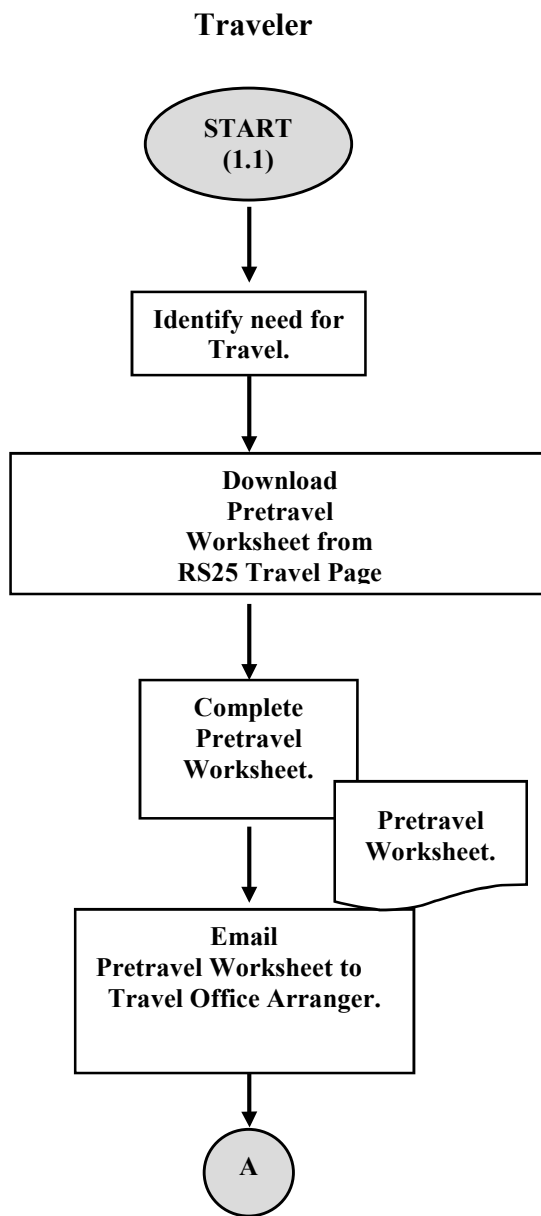 Traveler
START
(1.1)
Identify need for
Travel.
Download
Pretravel
Worksheet from
RS25 Travel Page
Complete
Pretravel
Worksheet.
Pretravel
Worksheet.
Email
Pretravel Worksheet to
Travel Office Arranger.
A